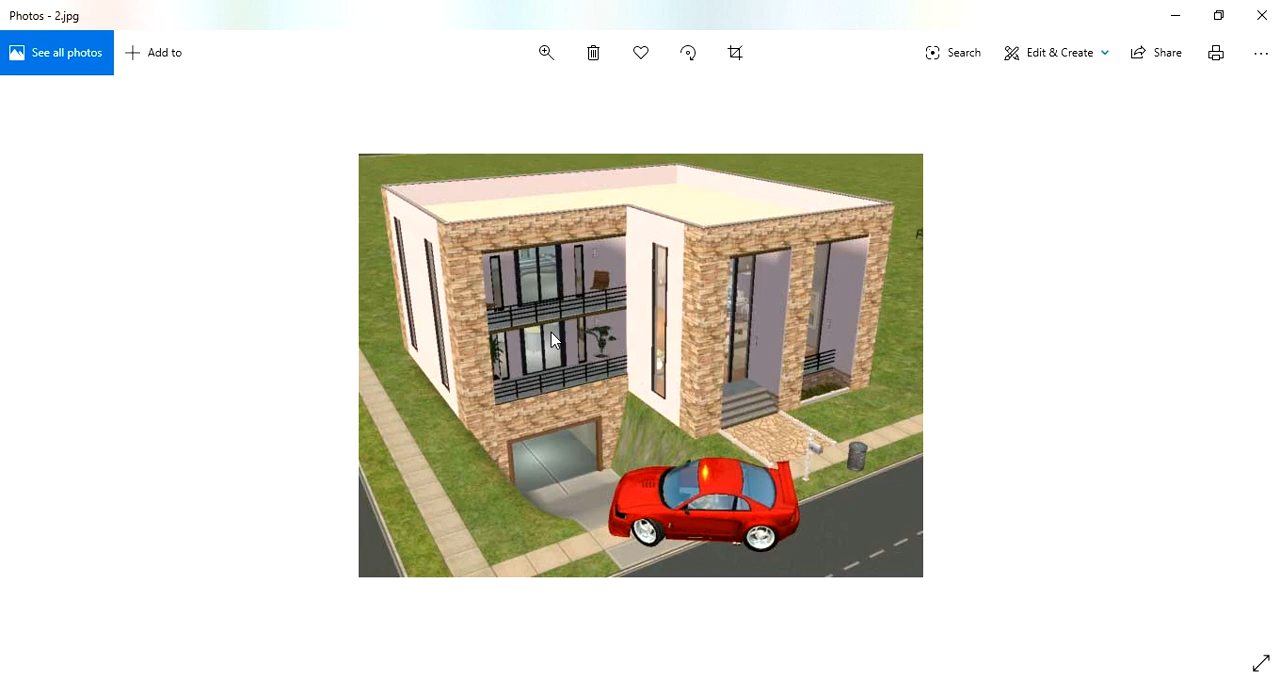 Photos - 2.jpg
See all photos
Add to
Search
Edit & Create
Share